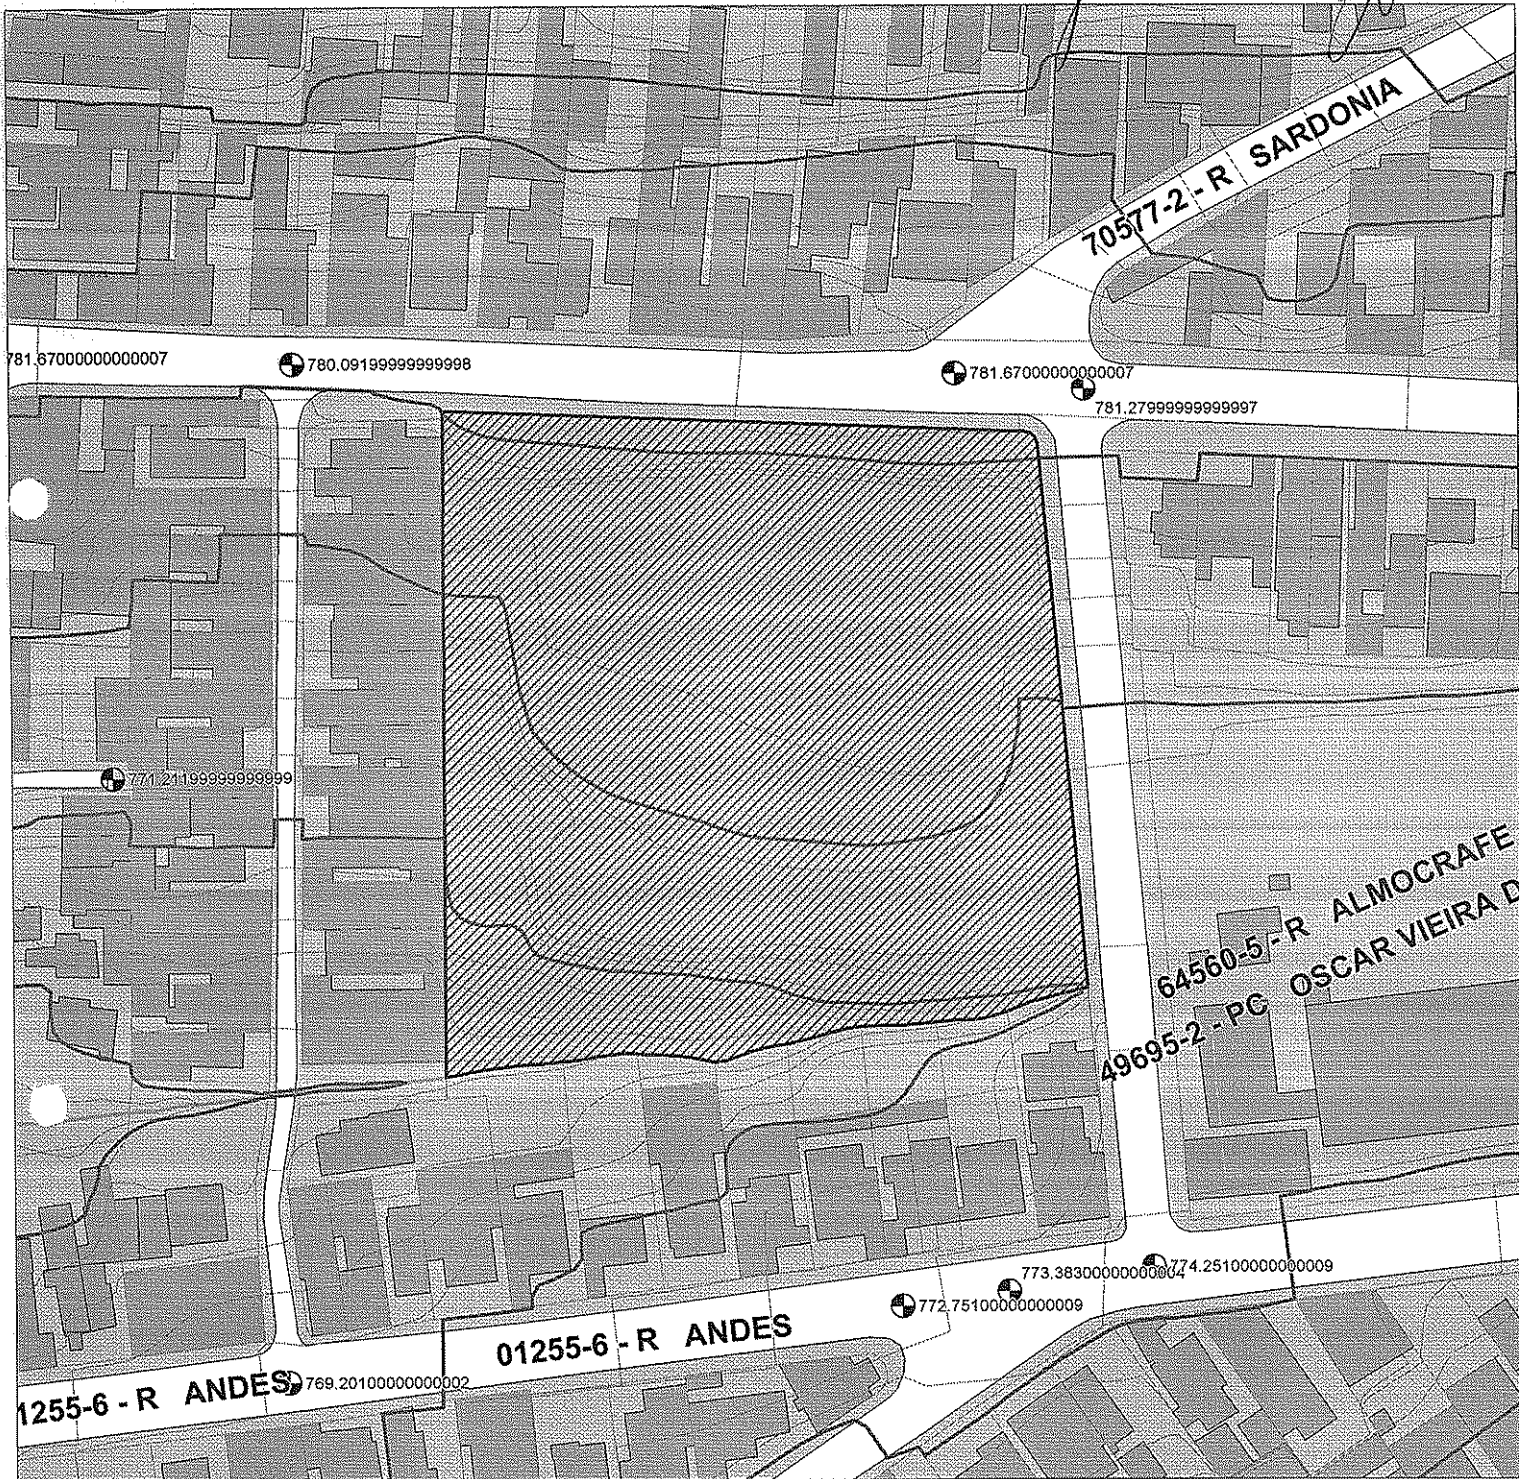 70577-2 - R SARDONIA
781.67000000000007
780.09199999999998
781.67000000000007
781.27999999999997
771.21199999999999
64560-5 - R ALMOCRAFE
49695-2 - PC OSCAR VIEIRA D
773.38300000000004
774.25100000000009
772.75100000000009
01255-6 - R ANDES
1255-6 - R ANDES
769.20100000000002